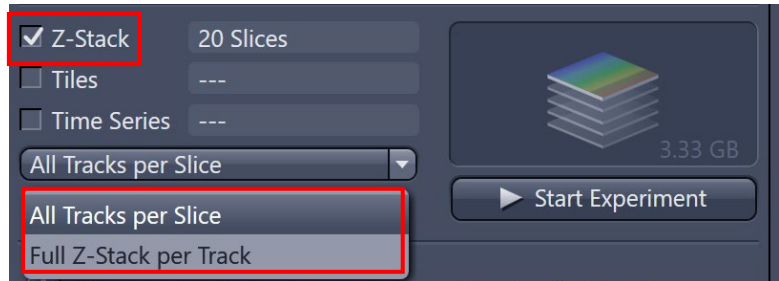 Z-Stack 20 Slices
Tiles ---
Time Series ---
All Tracks per Slice
3.33 GB
Start Experiment
All Tracks per Slice
Full Z-Stack per Track